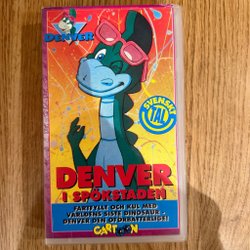 DENVER
SVENSKT
TAL
DENVER
I SPÖKSTADEN
FARTFYLLT OCH KUL MED
VÄRLDENS SISTE DINOSAUR -
DENVER DEN OFÖRBÄTTERLIGE!
CARTOON